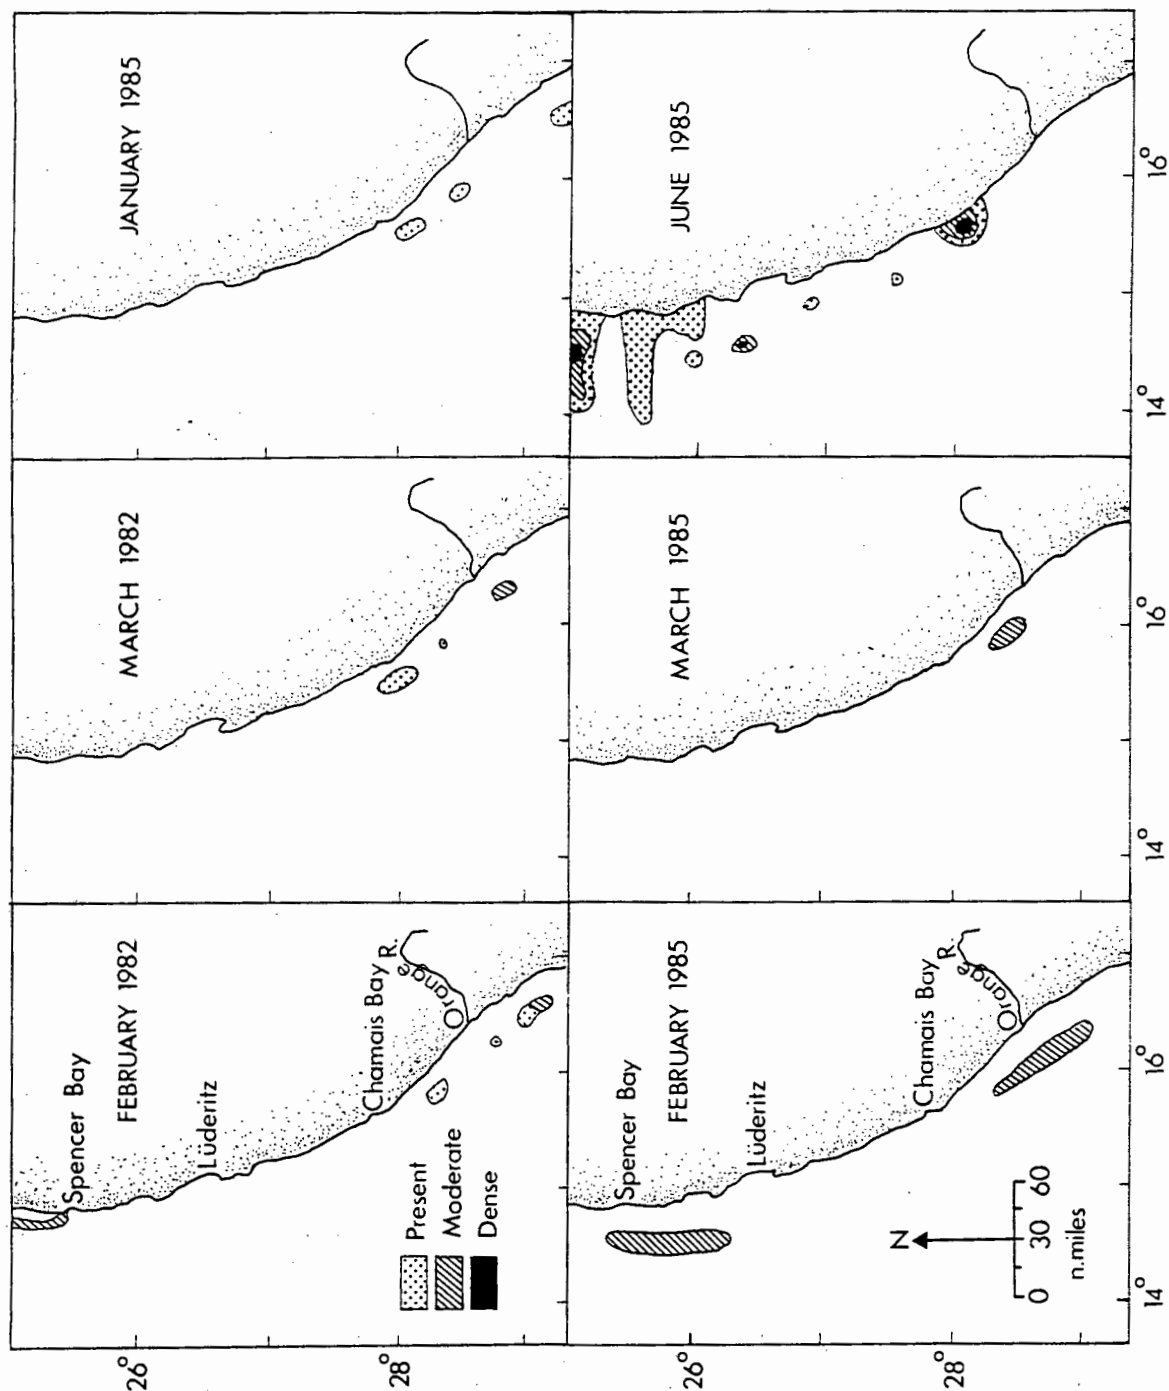 FEBRUARY 1982
Spencer Bay
Lüderitz
Chamais Bay
Orange R.
Present
Moderate
Dense
26°
28°
MARCH 1982
JANUARY 1985
FEBRUARY 1985
Spencer Bay
Lüderitz
Chamais Bay
Orange R.
N
0 30 60
n.miles
26°
28°
14° 16°
MARCH 1985
14° 16°
JUNE 1985
14° 16°